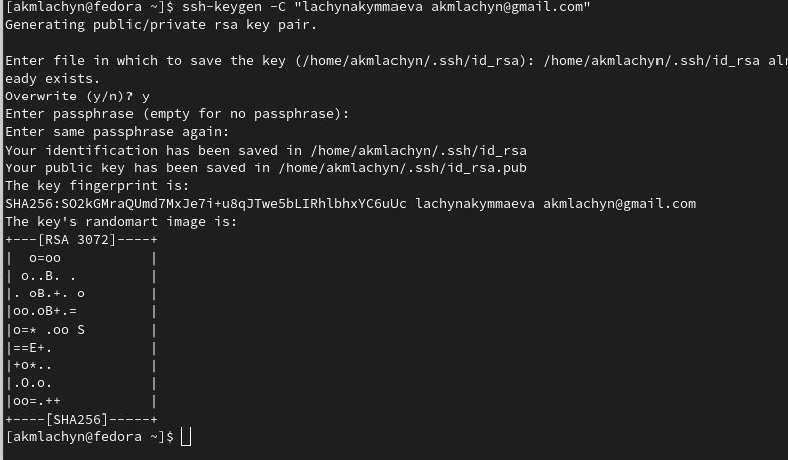 [akmlachyn@fedora ~]$ ssh-keygen -C "lachynakymmaeva akmlachyn@gmail.com"
Generating public/private rsa key pair.

Enter file in which to save the key (/home/akmlachyn/.ssh/id_rsa): /home/akmlachyn/.ssh/id_rsa alr
eady exists.
Overwrite (y/n)? y
Enter passphrase (empty for no passphrase):
Enter same passphrase again:
Your identification has been saved in /home/akmlachyn/.ssh/id_rsa
Your public key has been saved in /home/akmlachyn/.ssh/id_rsa.pub
The key fingerprint is:
SHA256:SO2kGMraQUmd7MxJe7i+u8qJTwe5bLIRhlbhxYC6uUc lachynakymmaeva akmlachyn@gmail.com
The key's randomart image is:
+---[RSA 3072]----+
|  o=oo           |
| o..B. .         |
|. oB.+. o        |
|oo.oB+.=         |
|o=* .oo S        |
|==E+.            |
|+o*..            |
|.O.o.            |
|oo=.++           |
+----[SHA256]-----+
[akmlachyn@fedora ~]$